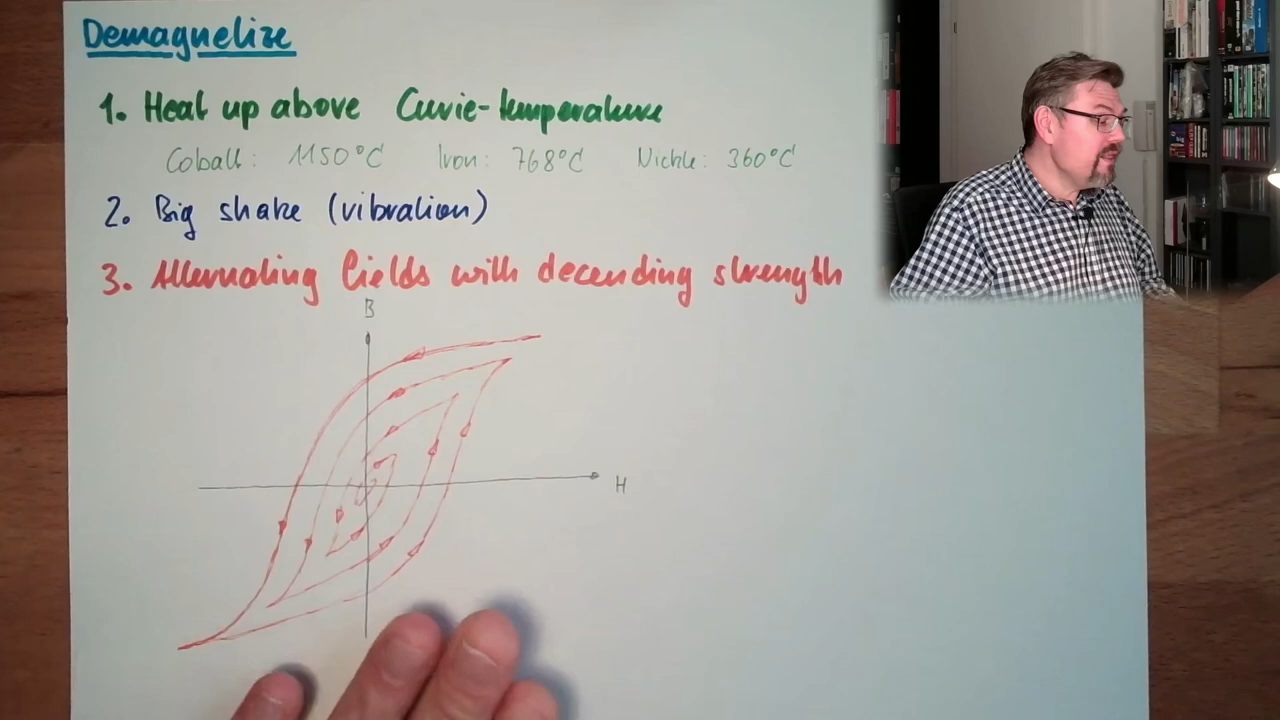 Demagnetize
1. Heat up above Curie-temperature
Cobalt: 1150°C Iron: 768°C Nickle: 360°C
2. Big shake (vibration)
3. Alternating fields with decending strength
B
H